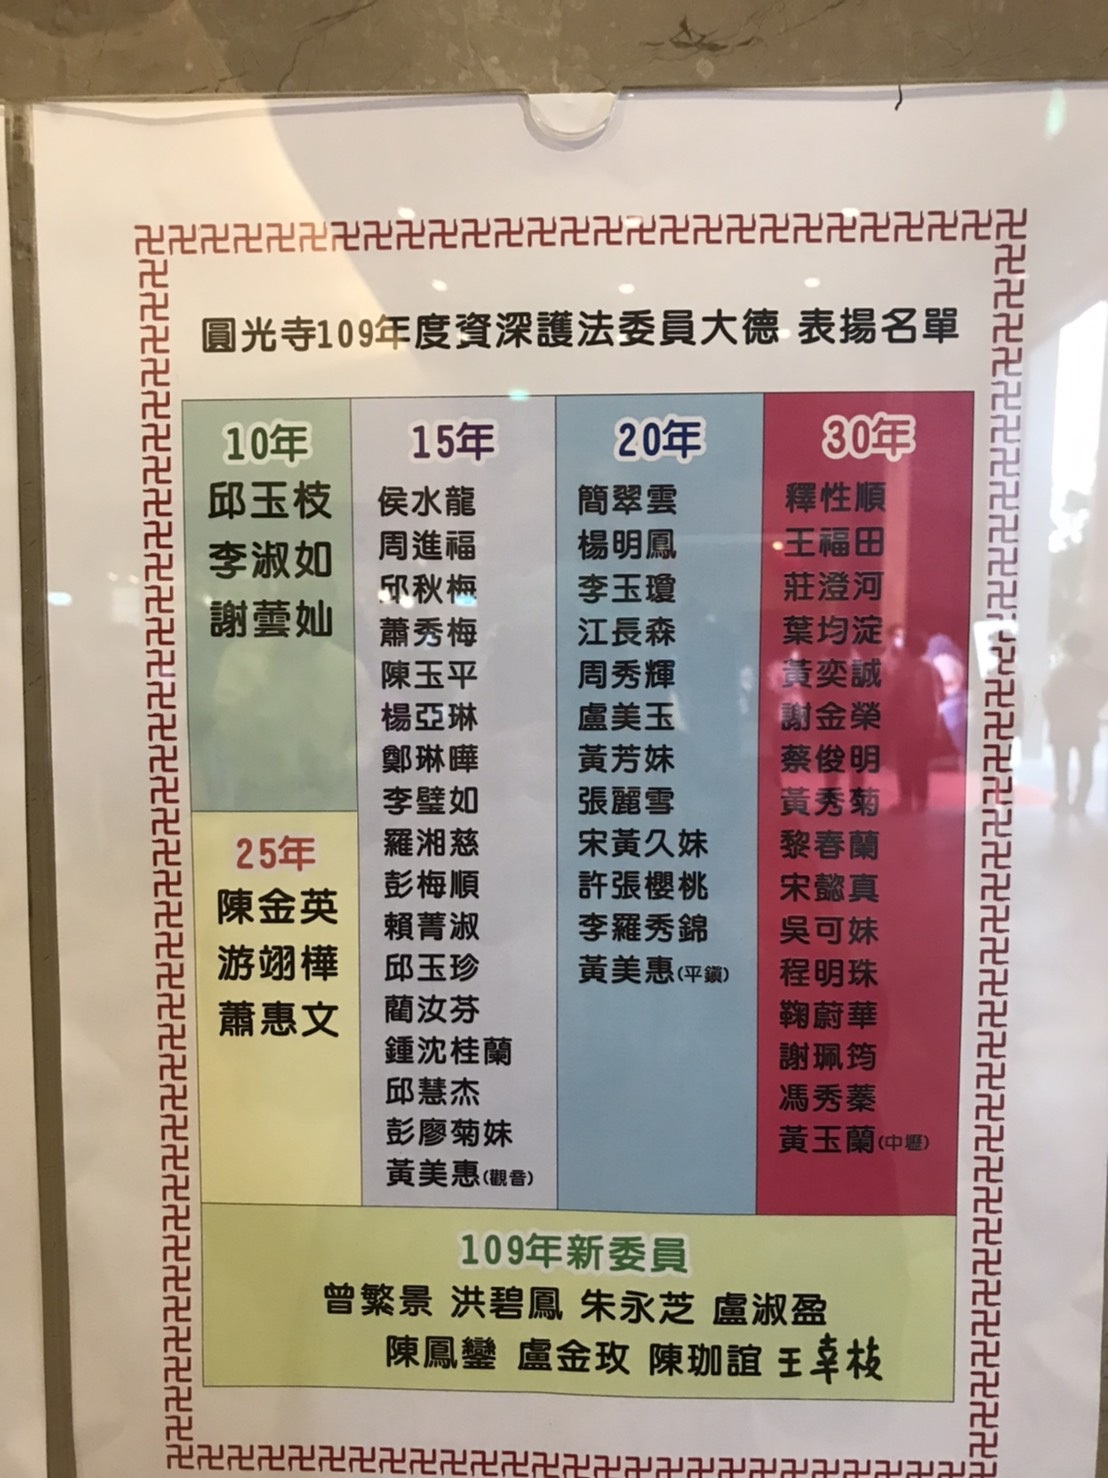 圓光寺109年度資深護法委員大德 表揚名單
10年
邱玉枝
李淑如
謝蕓灿
25年
陳金英
游翊樺
蕭惠文
15年
侯水龍
周進福
邱秋梅
蕭秀梅
陳玉平
楊亞琳
鄭琳曄
李璧如
羅湘慈
彭梅順
賴菁淑
邱玉珍
藺汝芬
鍾沈桂蘭
邱慧杰
彭廖菊妹
黃美惠(觀音)
20年
簡翠雲
楊明鳳
李玉瓊
江長森
周秀輝
盧美玉
黃芳妹
張麗雪
宋黃久妹
許張櫻桃
李羅秀錦
黃美惠(平鎮)
30年
釋性順
王福田
莊澄河
葉均淀
黃奕誠
謝金榮
蔡俊明
黃秀菊
黎春蘭
宋懿真
吳可妹
程明珠
鞠蔚華
謝珮筠
馮秀蓁
黃玉蘭(中壢)
109年新委員
曾繁景 洪碧鳳 朱永芝 盧淑盈
陳鳳鑾 盧金玫 陳珈誼 王幸枝